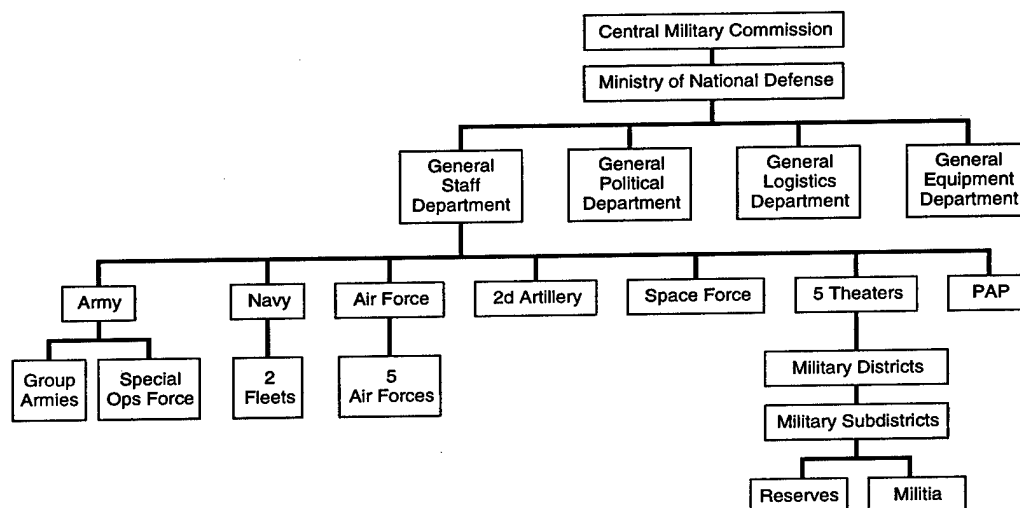 Central Military Commission
Ministry of National Defense
General
Staff
Department
General
Political
Department
General
Logistics
Department
General
Equipment
Department
Army
Navy
Air Force
2d Artillery
Space Force
5 Theaters
PAP
Group
Armies
Special
Ops Force
2
Fleets
5
Air Forces
Military Districts
Military Subdistricts
Reserves
Militia